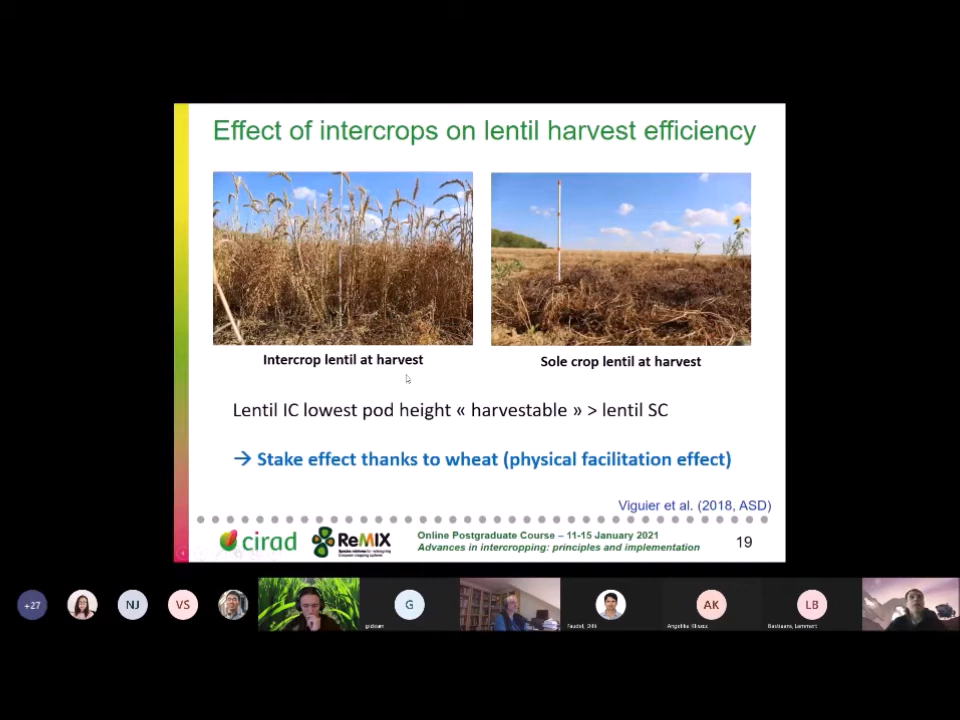 Effect of intercrops on lentil harvest efficiency
Intercrop lentil at harvest
Sole crop lentil at harvest
Lentil IC lowest pod height « harvestable » > lentil SC
→ Stake effect thanks to wheat (physical facilitation effect)
Viguier et al. (2018, ASD)
cirad
ReMIX
Online Postgraduate Course – 11-15 January 2021
Advances in intercropping: principles and implementation
19
+27
NJ
VS
G
AK
LB
Bastiaans, Lammert